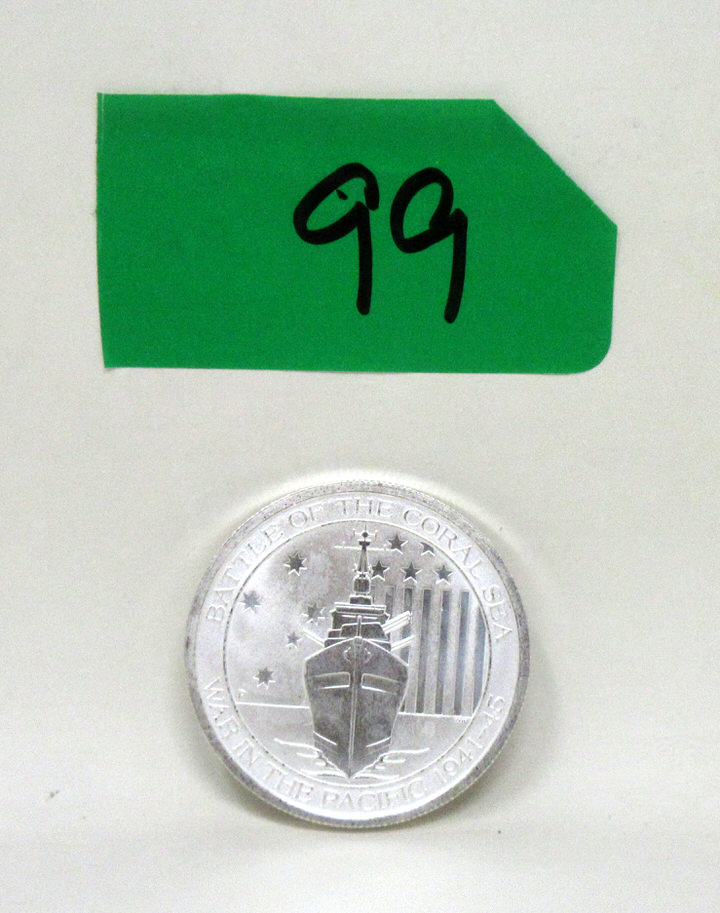 99
BATTLE OF THE CORAL SEA
WAR IN THE PACIFIC 1941-45